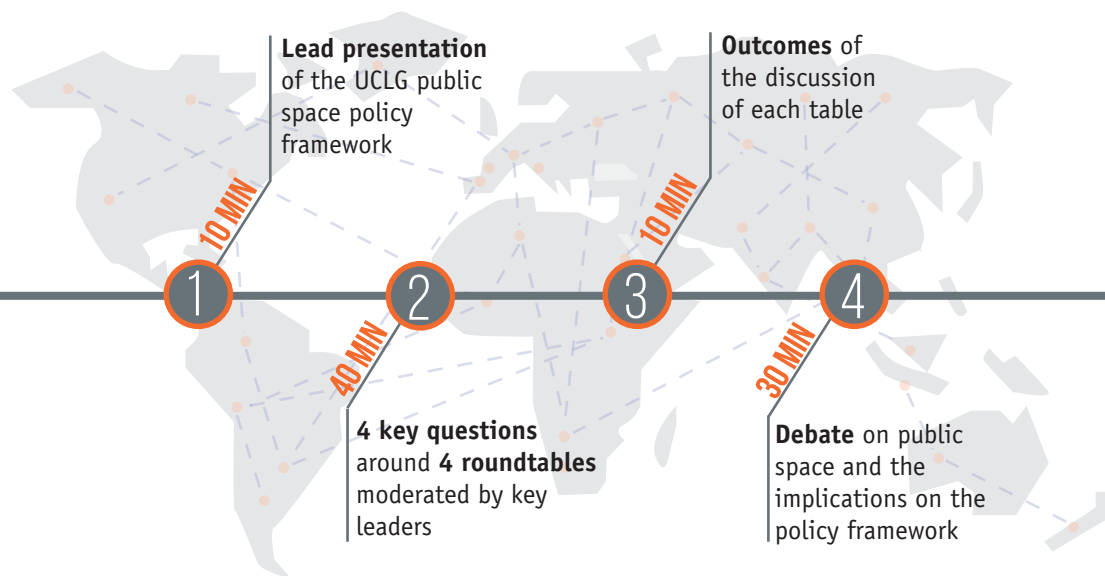 Lead presentation
of the UCLG public
space policy
framework
10 MIN
1
40 MIN
2
4 key questions
around 4 roundtables
moderated by key
leaders
Outcomes of
the discussion
of each table
10 MIN
3
30 MIN
4
Debate on public
space and the
implications on the
policy framework